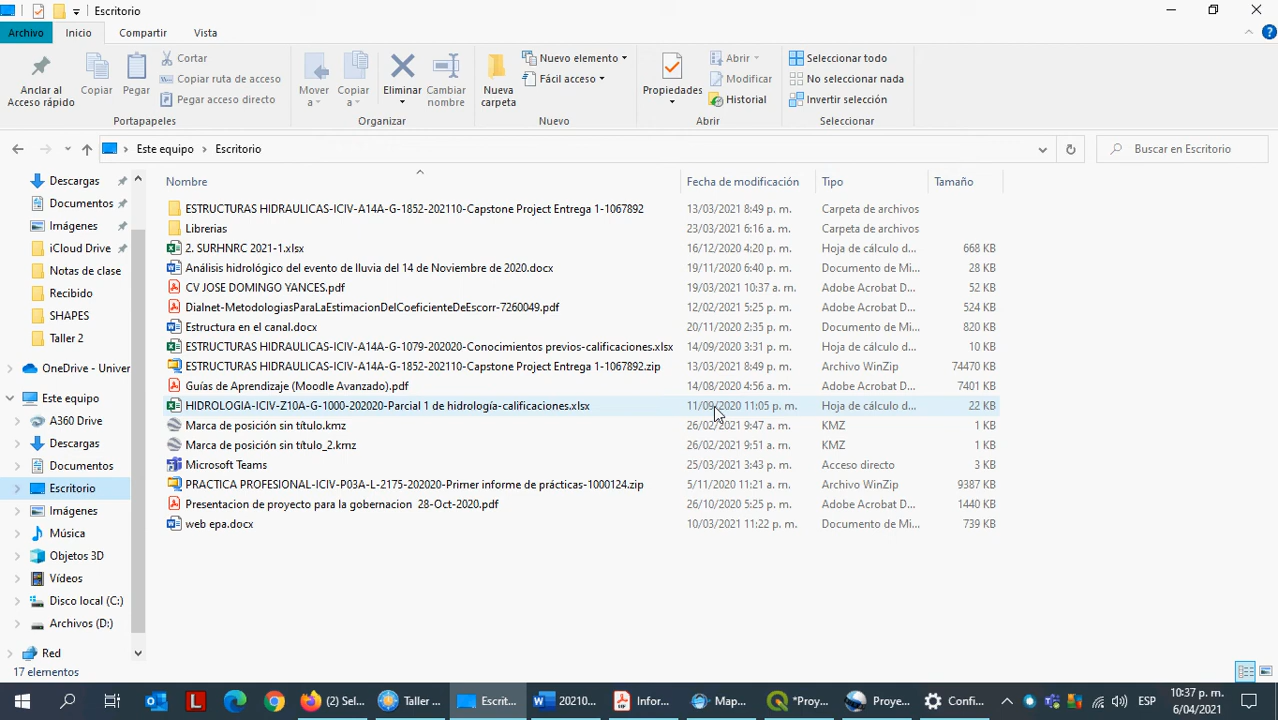 Escritorio
Archivo Inicio Compartir Vista
Anclar al Acceso rápido
Copiar
Pegar
Cortar
Copiar ruta de acceso
Pegar acceso directo
Portapapeles
Mover a
Copiar a
Eliminar
Cambiar nombre
Organizar
Nueva carpeta
Nuevo elemento
Fácil acceso
Nuevo
Propiedades
Abrir
Modificar
Historial
Abrir
Seleccionar todo
No seleccionar nada
Invertir selección
Seleccionar
Este equipo > Escritorio
Buscar en Escritorio
Descargas
Documentos
Imágenes
iCloud Drive
Notas de clase
Recibido
SHAPES
Taller 2
OneDrive - Univer
Este equipo
A360 Drive
Descargas
Documentos
Escritorio
Imágenes
Música
Objetos 3D
Vídeos
Disco local (C:)
Archivos (D:)
Red
Nombre Fecha de modificación Tipo Tamaño
ESTRUCTURAS HIDRAULICAS-ICIV-A14A-G-1852-202110-Capstone Project Entrega 1-1067892 13/03/2021 8:49 p. m. Carpeta de archivos
Librerias 23/03/2021 6:16 a. m. Carpeta de archivos
2. SURHNRC 2021-1.xlsx 16/12/2020 4:20 p. m. Hoja de cálculo d... 668 KB
Análisis hidrológico del evento de lluvia del 14 de Noviembre de 2020.docx 19/11/2020 6:40 p. m. Documento de Mi... 28 KB
CV JOSE DOMINGO YANCES.pdf 19/03/2021 10:37 a. m. Adobe Acrobat D... 52 KB
Dialnet-MetodologiasParaLaEstimacionDelCoeficienteDeEscorr-7260049.pdf 12/02/2021 5:25 p. m. Adobe Acrobat D... 524 KB
Estructura en el canal.docx 20/11/2020 2:35 p. m. Documento de Mi... 820 KB
ESTRUCTURAS HIDRAULICAS-ICIV-A14A-G-1079-202020-Conocimientos previos-calificaciones.xlsx 14/09/2020 3:31 p. m. Hoja de cálculo d... 10 KB
ESTRUCTURAS HIDRAULICAS-ICIV-A14A-G-1852-202110-Capstone Project Entrega 1-1067892.zip 13/03/2021 8:49 p. m. Archivo WinZip 74470 KB
Guías de Aprendizaje (Moodle Avanzado).pdf 14/08/2020 4:56 a. m. Adobe Acrobat D... 7401 KB
HIDROLOGIA-ICIV-Z10A-G-1000-202020-Parcial 1 de hidrología-calificaciones.xlsx 11/09/2020 11:05 p. m. Hoja de cálculo d... 22 KB
Marca de posición sin título.kmz 26/02/2021 9:47 a. m. KMZ 1 KB
Marca de posición sin título_2.kmz 26/02/2021 9:51 a. m. KMZ 1 KB
Microsoft Teams 25/03/2021 3:43 p. m. Acceso directo 3 KB
PRACTICA PROFESIONAL-ICIV-P03A-L-2175-202020-Primer informe de prácticas-1000124.zip 5/11/2020 11:21 a. m. Archivo WinZip 9387 KB
Presentacion de proyecto para la gobernacion 28-Oct-2020.pdf 26/10/2020 5:25 p. m. Adobe Acrobat D... 1440 KB
web epa.docx 10/03/2021 11:22 p. m. Documento de Mi... 739 KB
17 elementos
(2) Sel... Taller ... Escrit... 20210... Infor... Map... *Proy... Proye... Confi... ESP
10:37 p. m.
6/04/2021